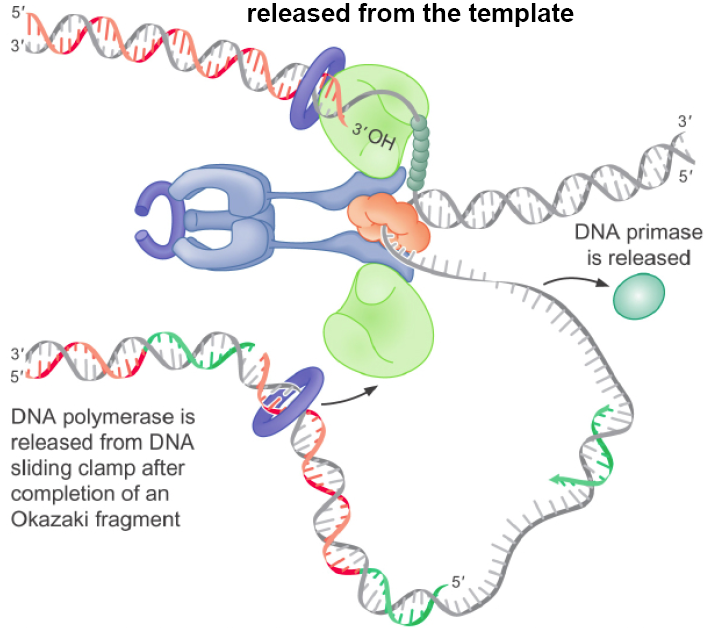 released from the template
5′
3′
3′OH
3′
5′
DNA primase
is released
3′
5′
DNA polymerase is
released from DNA
sliding clamp after
completion of an
Okazaki fragment
5′